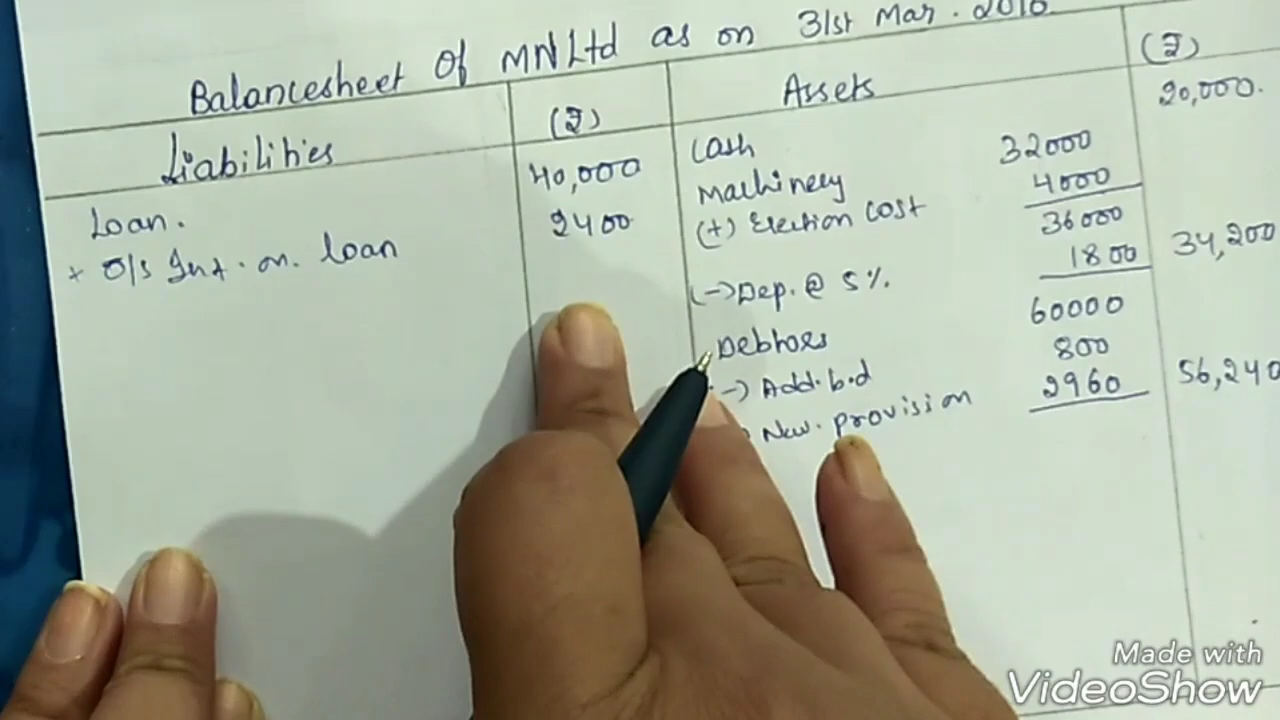 Balancesheet Of MN Ltd as on 31st Mar. 2018
Liabilities (₹) Assets (₹)
Loan. 40,000
+ O/s Int. on. loan 2400
Cash 20,000.
Machinery 32000
(+) Erection cost 4000
36000
(-) Dep. @ 5% 1800 34,200
Debtors 60000
-) Add. b.d 800
New. provision 2960 56,240
Made with
VideoShow